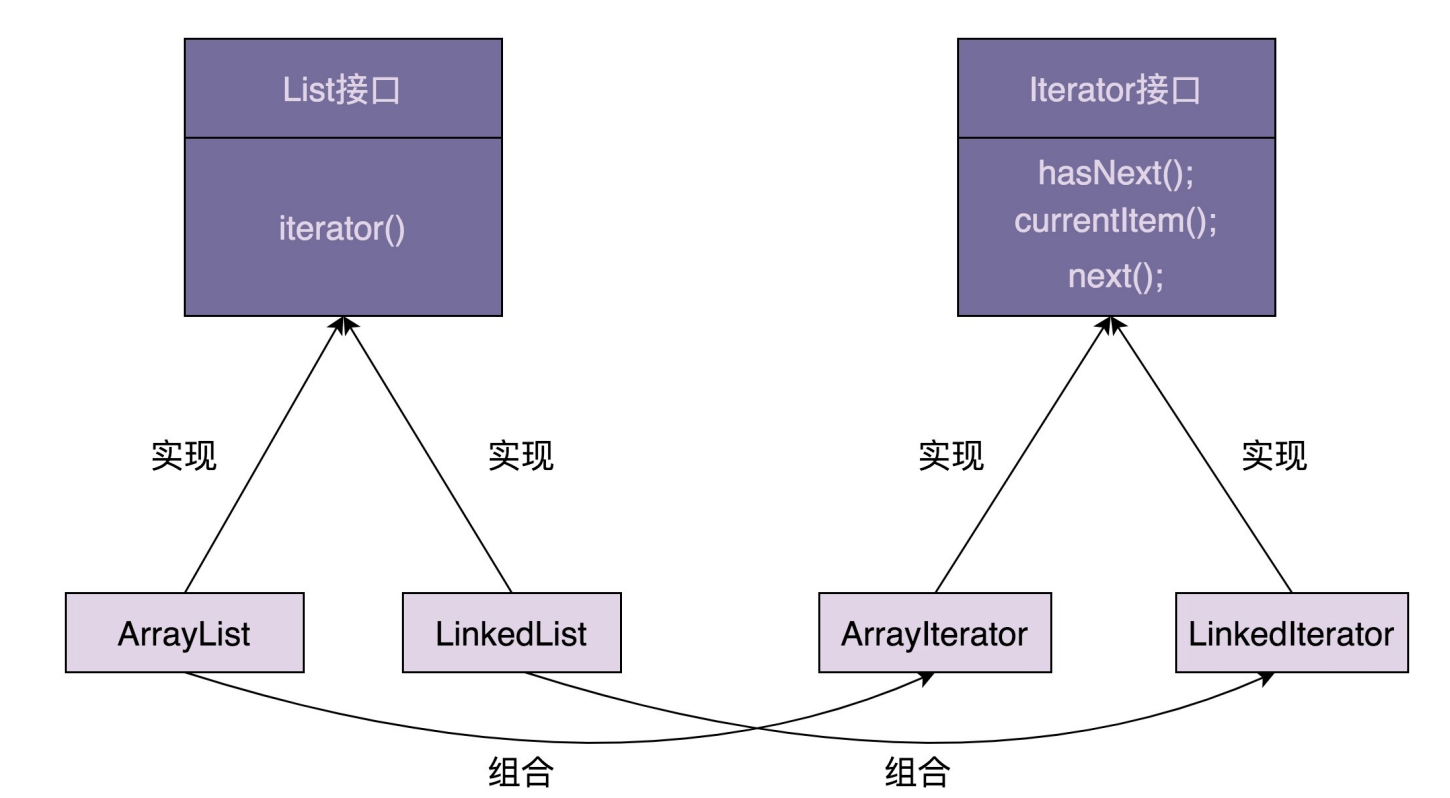 List接口
iterator()
Iterator接口
hasNext();
currentItem();
next();
实现
实现
实现
实现
ArrayList
LinkedList
ArrayIterator
LinkedIterator
组合
组合